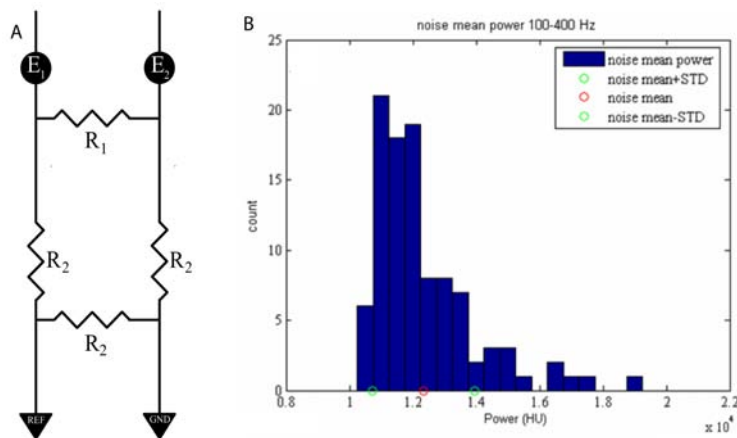 A
E1
E2
R1
R2
R2
R2
REF
GND
B
noise mean power 100-400 Hz
noise mean power
noise mean+STD
noise mean
noise mean-STD
count
25
20
15
10
5
0
0.8
1
1.2
1.4
1.6
1.8
2
2.2
Power (HU)
x 10^4